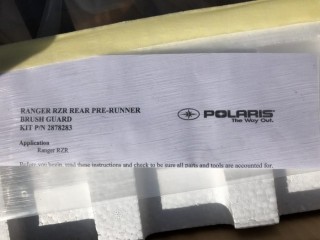 RANGER RZR REAR PRE-RUNNER
BRUSH GUARD
KIT P/N 2878283
POLARIS
The Way Out.
Application
Ranger RZR
Before you begin, read these instructions and check to be sure all parts and tools are accounted for.